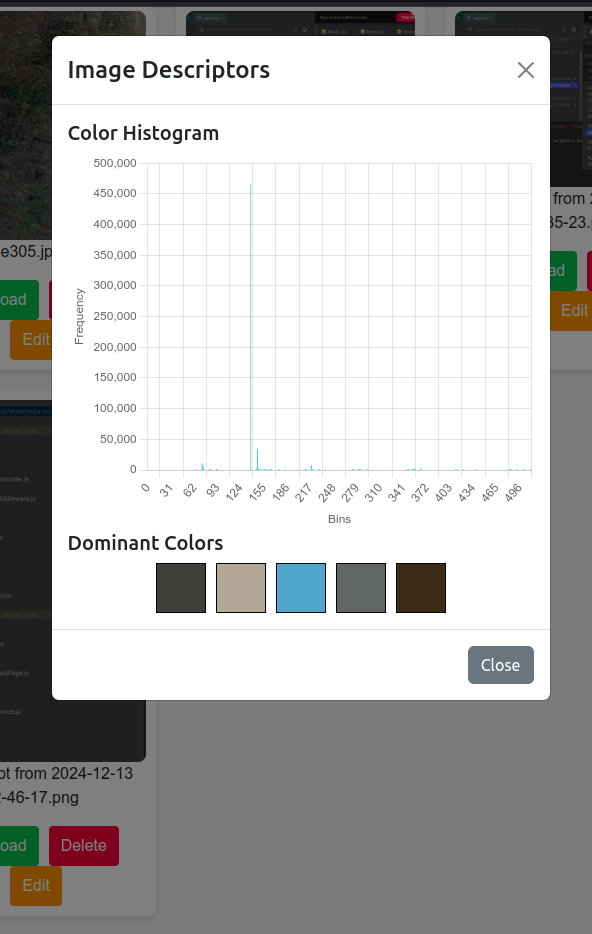 Image Descriptors
Color Histogram
500,000
450,000
400,000
350,000
300,000
250,000
200,000
150,000
100,000
50,000
0
Frequency
0 31 62 93 124 155 186 217 248 279 310 341 372 403 434 465 496
Bins
Dominant Colors
Close
e305.jp
oad
Edit
from
35-23.
ad
Edit
ot from 2024-12-13
-46-17.png
oad
Delete
Edit